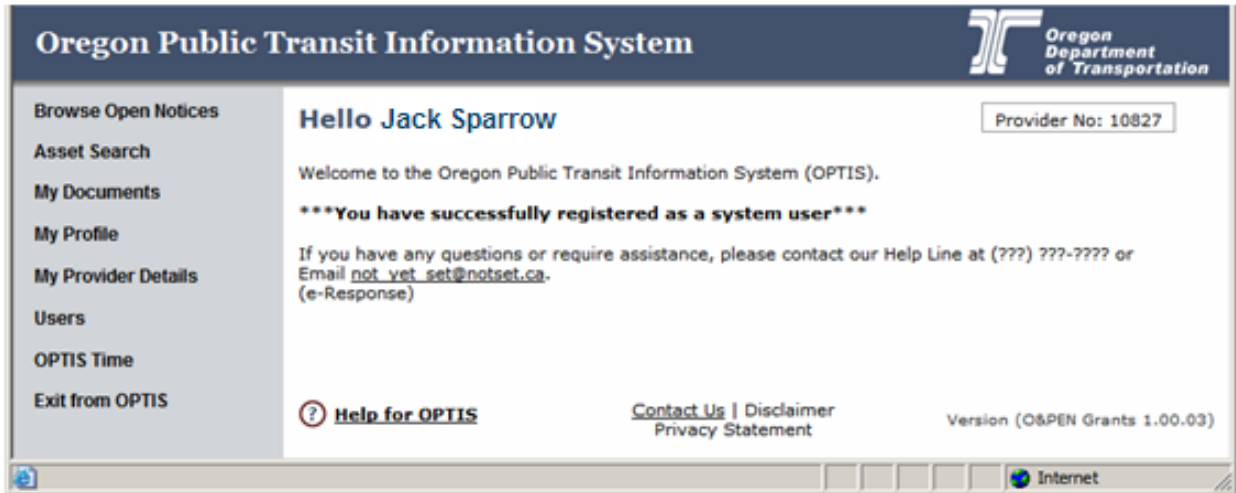 Oregon Public Transit Information System
Oregon
Department
of Transportation
Browse Open Notices
Asset Search
My Documents
My Profile
My Provider Details
Users
OPTIS Time
Exit from OPTIS
Hello Jack Sparrow
Provider No: 10827
Welcome to the Oregon Public Transit Information System (OPTIS).
***You have successfully registered as a system user***
If you have any questions or require assistance, please contact our Help Line at (???) ???-???? or
Email not_yet_set@notset.ca.
(e-Response)
? Help for OPTIS
Contact Us | Disclaimer
Privacy Statement
Version (O&PEN Grants 1.00.03)
Internet